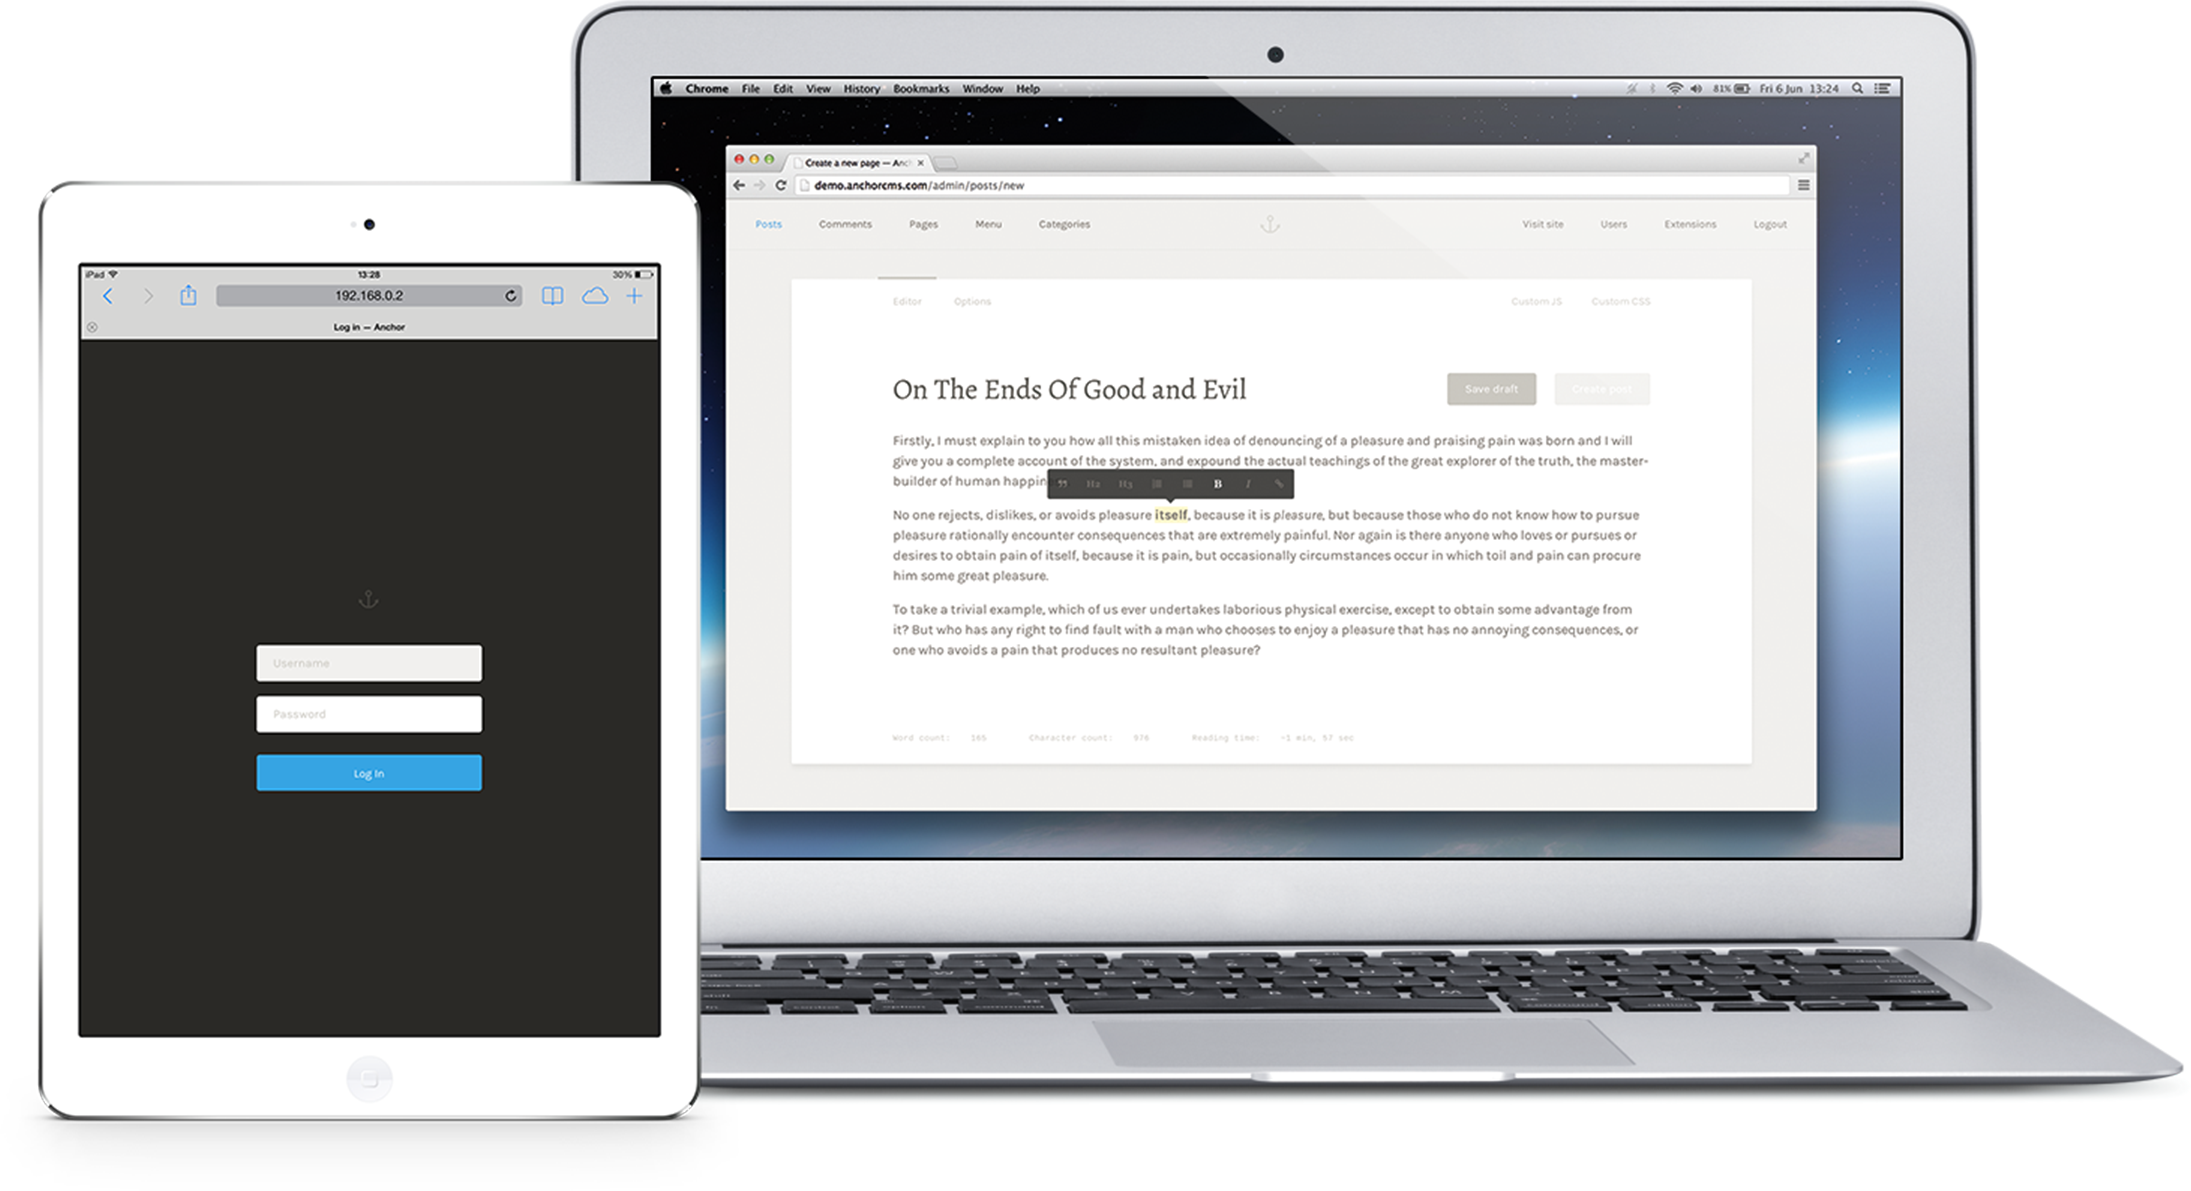 Chrome File Edit View History Bookmarks Window Help
81% Fri 6 Jun 13:24
Create a new page — Anch
demo.anchorcms.com/admin/posts/new
Posts Comments Pages Menu Categories
Visit site Users Extensions Logout
Editor Options
Custom JS Custom CSS
On The Ends Of Good and Evil
Save draft Create post
Firstly, I must explain to you how all this mistaken idea of denouncing of a pleasure and praising pain was born and I will
give you a complete account of the system, and expound the actual teachings of the great explorer of the truth, the master-
builder of human happin
H2 H3 B I
No one rejects, dislikes, or avoids pleasure itself, because it is pleasure, but because those who do not know how to pursue
pleasure rationally encounter consequences that are extremely painful. Nor again is there anyone who loves or pursues or
desires to obtain pain of itself, because it is pain, but occasionally circumstances occur in which toil and pain can procure
him some great pleasure.
To take a trivial example, which of us ever undertakes laborious physical exercise, except to obtain some advantage from
it? But who has any right to find fault with a man who chooses to enjoy a pleasure that has no annoying consequences, or
one who avoids a pain that produces no resultant pleasure?
Word count: 165 Character count: 976 Reading time: ~1 min, 57 sec
iPad 13:28 30%
192.168.0.2
Log in — Anchor
Username
Password
Log In
control option command
command option